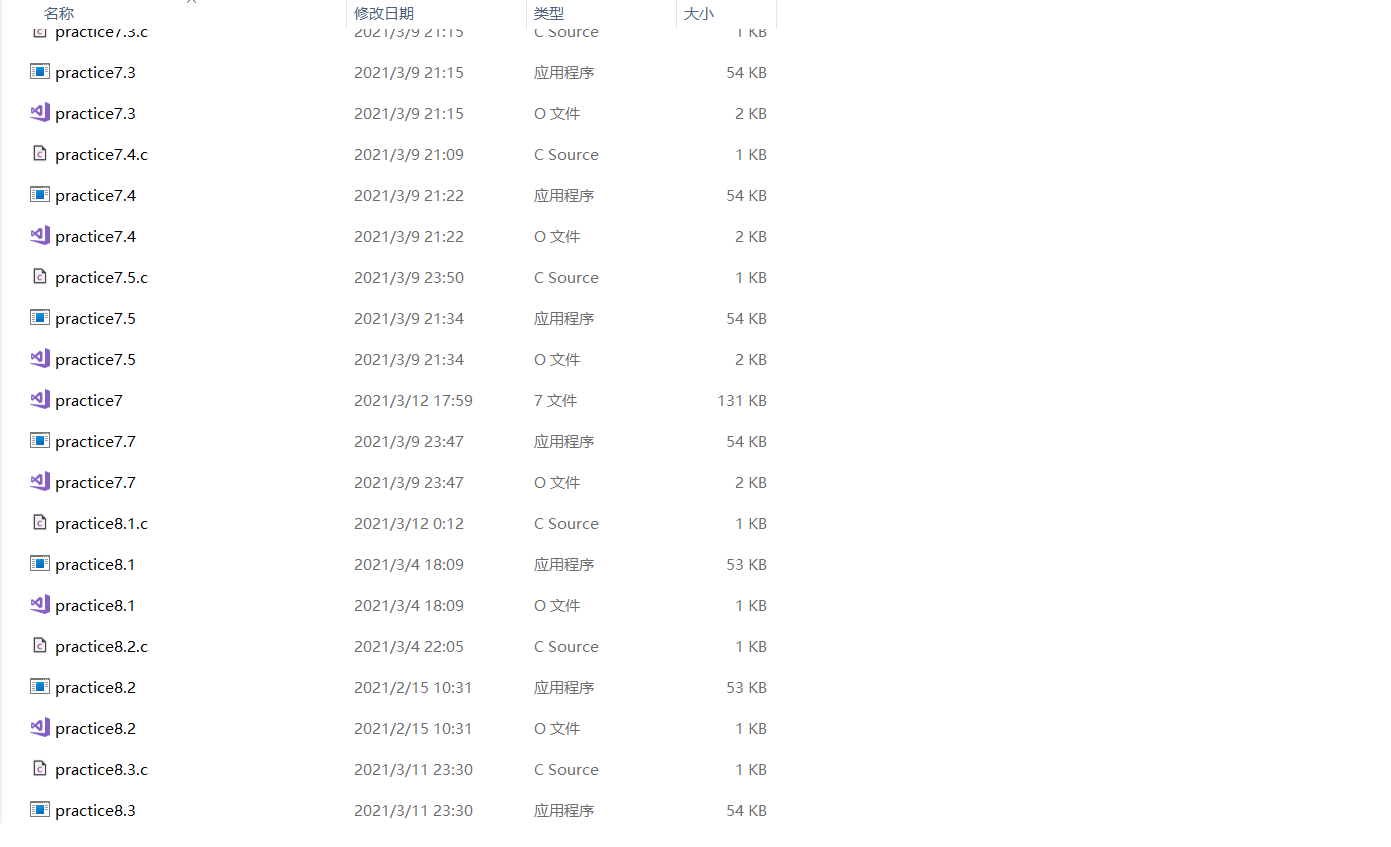 名称 修改日期 类型 大小
practice7.3.c 2021/3/9 21:15 C Source 1 KB
practice7.3 2021/3/9 21:15 应用程序 54 KB
practice7.3 2021/3/9 21:15 O 文件 2 KB
practice7.4.c 2021/3/9 21:09 C Source 1 KB
practice7.4 2021/3/9 21:22 应用程序 54 KB
practice7.4 2021/3/9 21:22 O 文件 2 KB
practice7.5.c 2021/3/9 23:50 C Source 1 KB
practice7.5 2021/3/9 21:34 应用程序 54 KB
practice7.5 2021/3/9 21:34 O 文件 2 KB
practice7 2021/3/12 17:59 7 文件 131 KB
practice7.7 2021/3/9 23:47 应用程序 54 KB
practice7.7 2021/3/9 23:47 O 文件 2 KB
practice8.1.c 2021/3/12 0:12 C Source 1 KB
practice8.1 2021/3/4 18:09 应用程序 53 KB
practice8.1 2021/3/4 18:09 O 文件 1 KB
practice8.2.c 2021/3/4 22:05 C Source 1 KB
practice8.2 2021/2/15 10:31 应用程序 53 KB
practice8.2 2021/2/15 10:31 O 文件 1 KB
practice8.3.c 2021/3/11 23:30 C Source 1 KB
practice8.3 2021/3/11 23:30 应用程序 54 KB